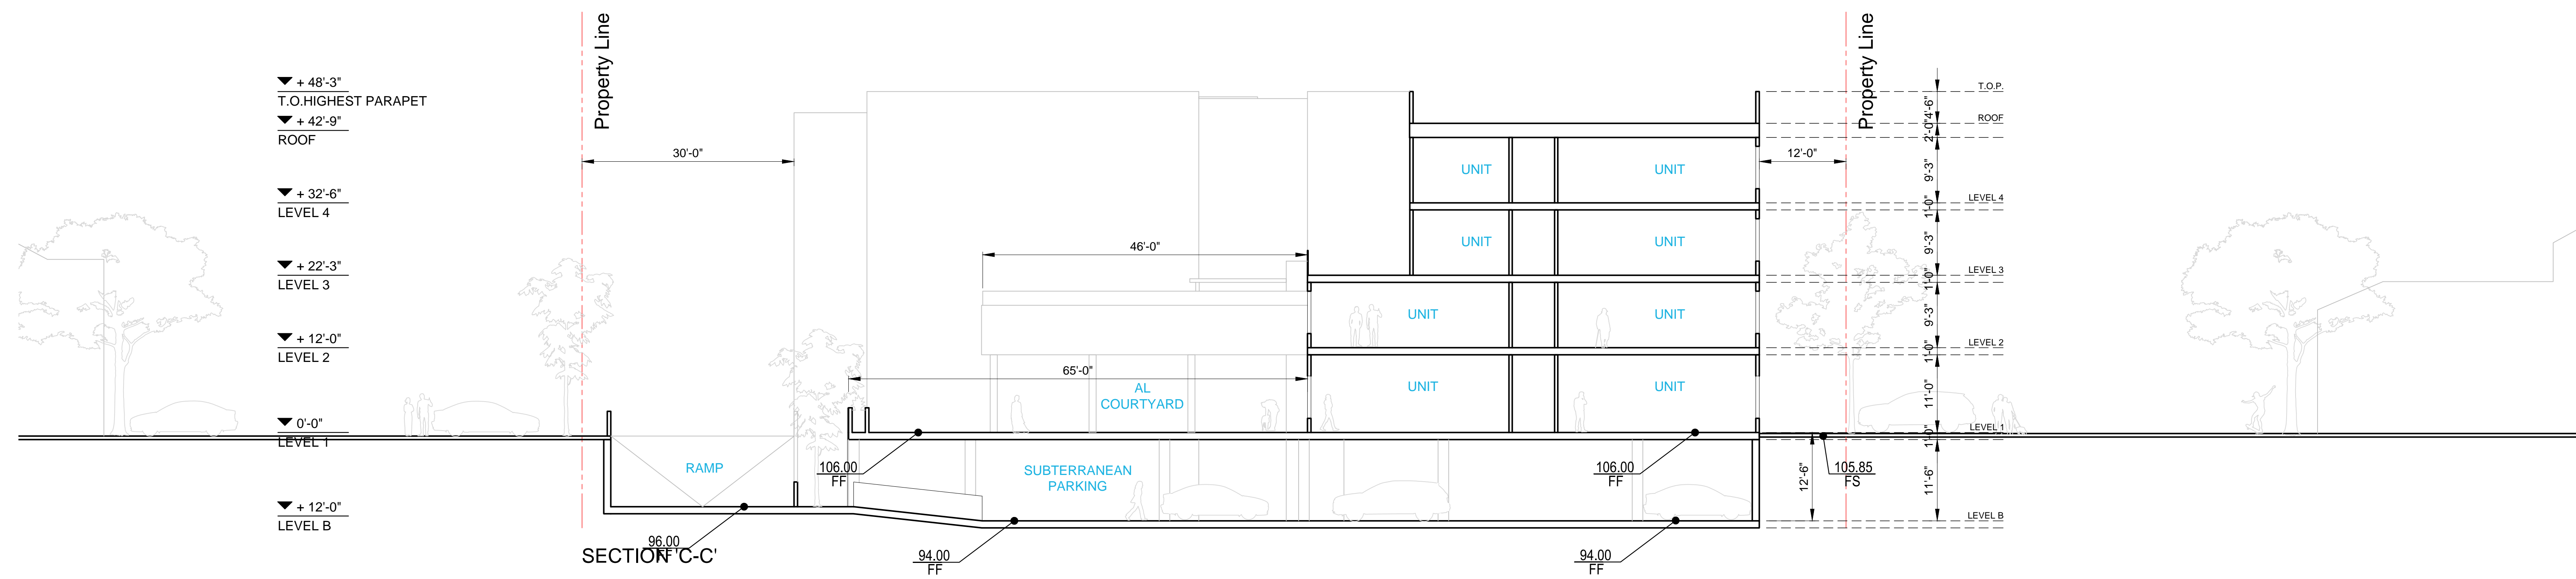 Property Line
Property Line
+ 48'-3"
T.O.HIGHEST PARAPET
+ 42'-9"
ROOF
+ 32'-6"
LEVEL 4
+ 22'-3"
LEVEL 3
+ 12'-0"
LEVEL 2
0'-0"
LEVEL 1
+ 12'-0"
LEVEL B
30'-0"
46'-0"
65'-0"
12'-0"
UNIT
UNIT
UNIT
UNIT
UNIT
UNIT
UNIT
UNIT
AL
COURTYARD
RAMP
SUBTERRANEAN
PARKING
106.00
FF
106.00
FF
105.85
FS
96.00
FF
94.00
FF
94.00
FF
12'-6"
T.O.P.
4'-6"
ROOF
2'-0"
9'-3"
LEVEL 4
1'-0"
9'-3"
LEVEL 3
1'-0"
9'-3"
LEVEL 2
1'-0"
11'-0"
LEVEL 1
1'-0"
11'-6"
LEVEL B
SECTION 'C-C'